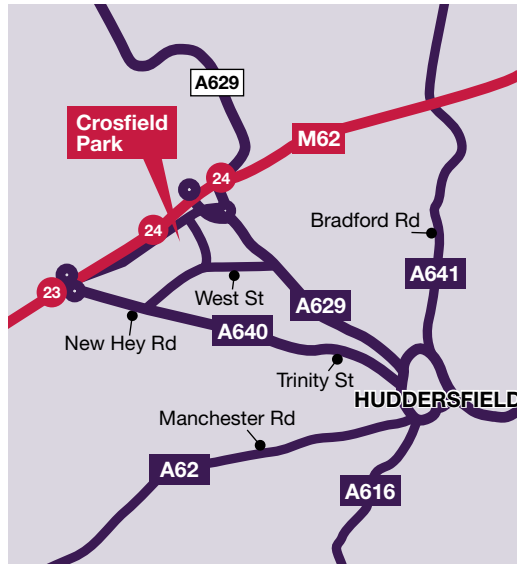 A629
Crosfield
Park
M62
24
24
Bradford Rd
A641
23
West St
A629
New Hey Rd
A640
Trinity St
HUDDERSFIELD
Manchester Rd
A62
A616